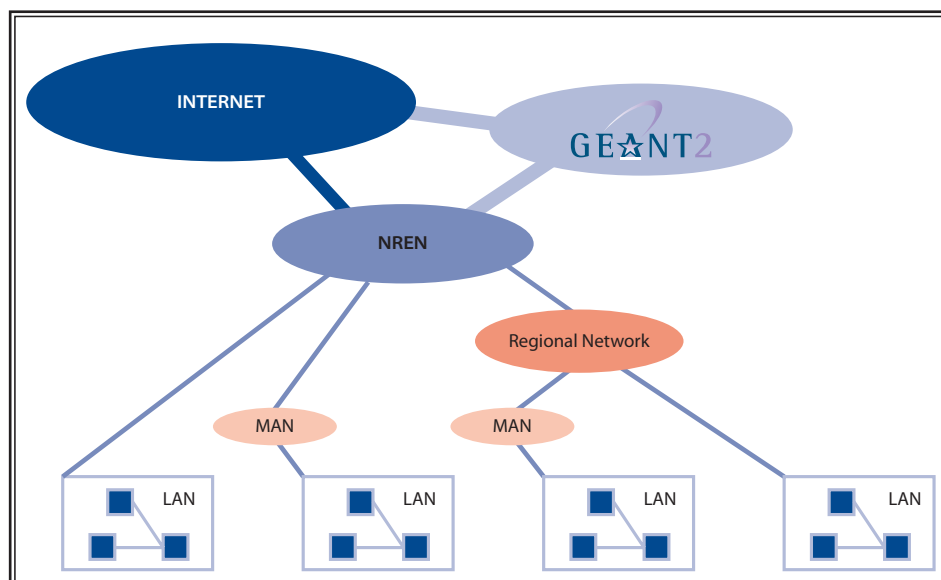 INTERNET
GEANT2
NREN
Regional Network
MAN
MAN
LAN
LAN
LAN
LAN